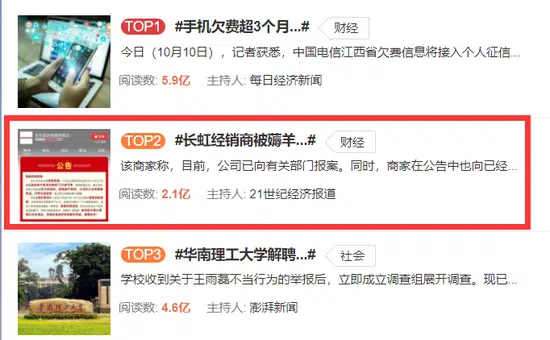 TOP1 #手机欠费超3个月...# 财经
今日（10月10日），记者获悉，中国电信江西省欠费信息将接入个人征信...
阅读数: 5.9亿 主持人: 每日经济新闻
TOP2 #长虹经销商被薅羊...# 财经
该商家称，目前，公司已向有关部门报案。同时，商家在公告中也向已经...
阅读数: 2.1亿 主持人: 21世纪经济报道
公告
TOP3 #华南理工大学解聘...# 社会
学校收到关于王雨磊不当行为的举报后，立即成立调查组展开调查。现已...
阅读数: 4.6亿 主持人: 澎湃新闻